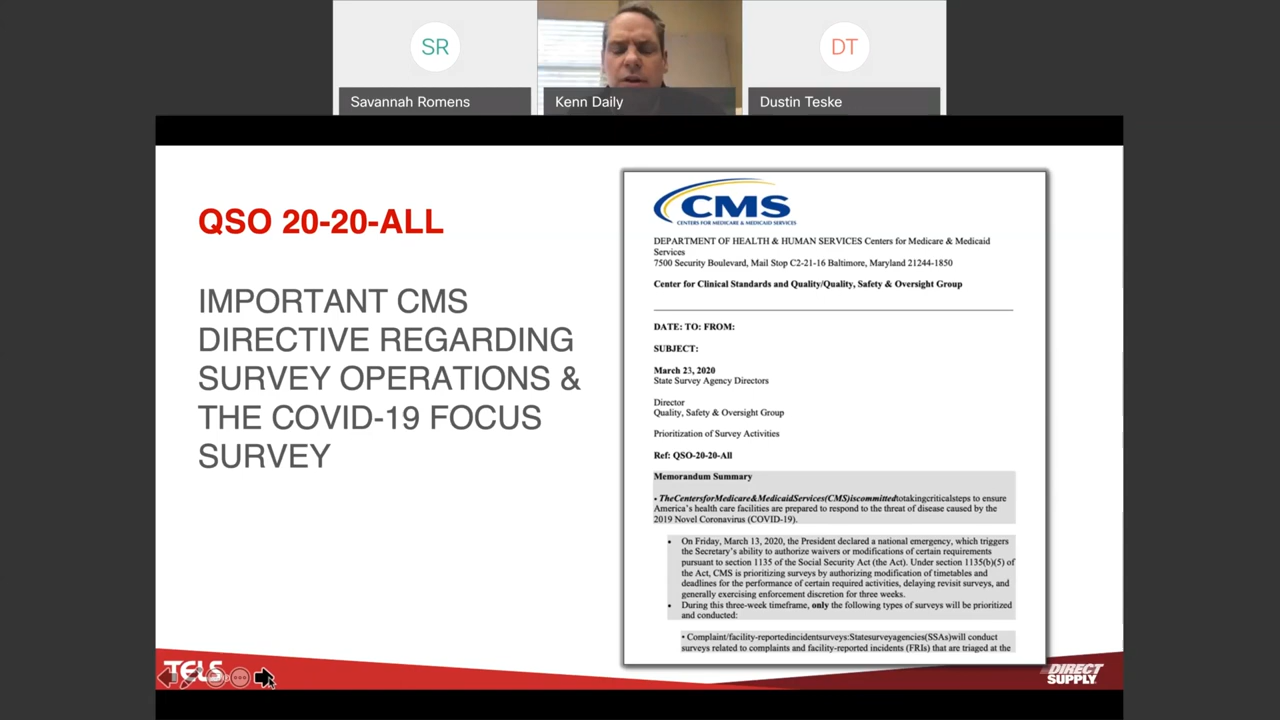 SR
DT
Savannah Romens
Kenn Daily
Dustin Teske
QSO 20-20-ALL
IMPORTANT CMS
DIRECTIVE REGARDING
SURVEY OPERATIONS &
THE COVID-19 FOCUS
SURVEY
CMS
CENTERS FOR MEDICARE & MEDICAID SERVICES
DEPARTMENT OF HEALTH & HUMAN SERVICES Centers for Medicare & Medicaid
Services
7500 Security Boulevard, Mail Stop C2-21-16 Baltimore, Maryland 21244-1850
Center for Clinical Standards and Quality/Quality, Safety & Oversight Group
DATE: TO: FROM:
SUBJECT:
March 23, 2020
State Survey Agency Directors
Director
Quality, Safety & Oversight Group
Prioritization of Survey Activities
Ref: QSO-20-20-All
Memorandum Summary
• TheCentersforMedicare&MedicaidServices(CMS)iscommittedtotakingcriticalsteps to ensure
America's health care facilities are prepared to respond to the threat of disease caused by the
2019 Novel Coronavirus (COVID-19).
• On Friday, March 13, 2020, the President declared a national emergency, which triggers
the Secretary's ability to authorize waivers or modifications of certain requirements
pursuant to section 1135 of the Social Security Act (the Act). Under section 1135(b)(5) of
the Act, CMS is prioritizing surveys by authorizing modification of timetables and
deadlines for the performance of certain required activities, delaying revisit surveys, and
generally exercising enforcement discretion for three weeks.
• During this three-week timeframe, only the following types of surveys will be prioritized
and conducted:
• Complaint/facility-reportedincidentsurveys:Statesurveyagencies(SSAs)will conduct
surveys related to complaints and facility-reported incidents (FRIs) that are triaged at the
TELS
DIRECT
SUPPLY